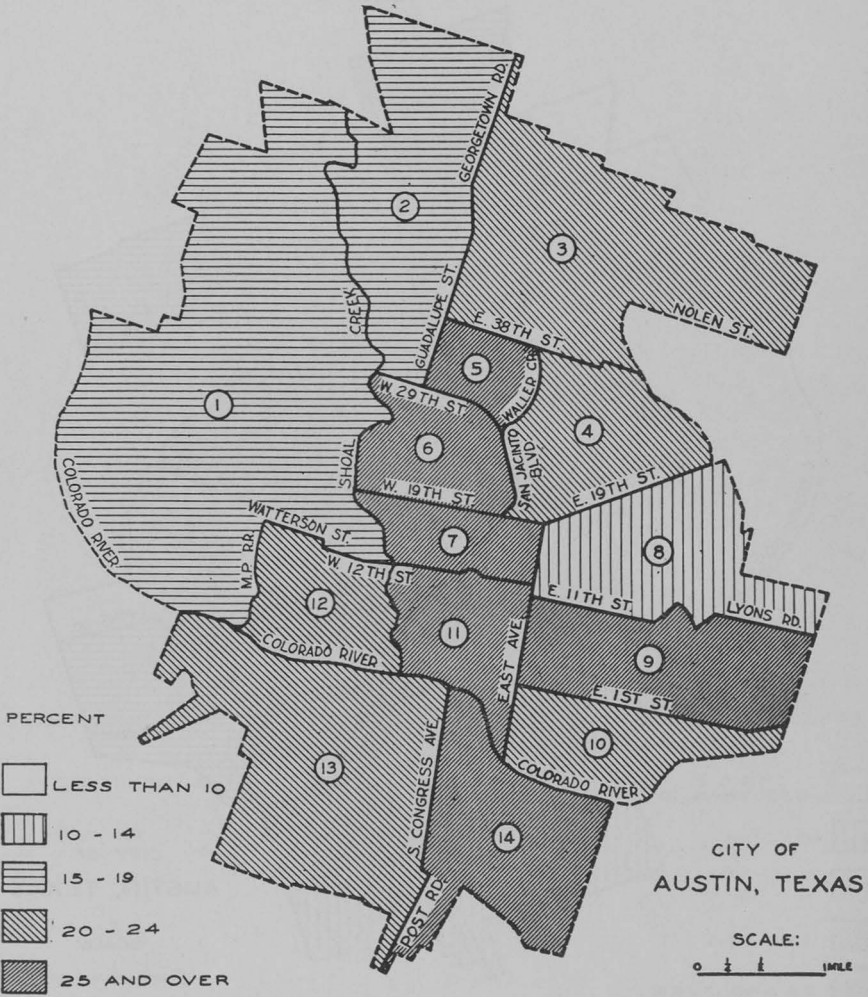 GEORGETOWN RD.
2
3
CREEK
GUADALUPE ST.
NOLEN ST.
E. 38TH ST.
5
WALLER CR.
1
W. 29TH ST.
4
6
SAN JACINTO
BLVD
SHOAL
COLORADO RIVER
W. 19TH ST.
E. 19TH ST.
WATTERSON ST.
7
8
M.P. RR.
W. 12TH ST.
E. 11TH ST.
LYONS RD.
12
11
COLORADO RIVER
EAST AVE.
9
E. 1ST ST.
10
13
S. CONGRESS AVE.
COLORADO RIVER
14
POST RD.
PERCENT
LESS THAN 10
10 - 14
15 - 19
20 - 24
25 AND OVER
CITY OF
AUSTIN, TEXAS
SCALE:
0 1 MILE